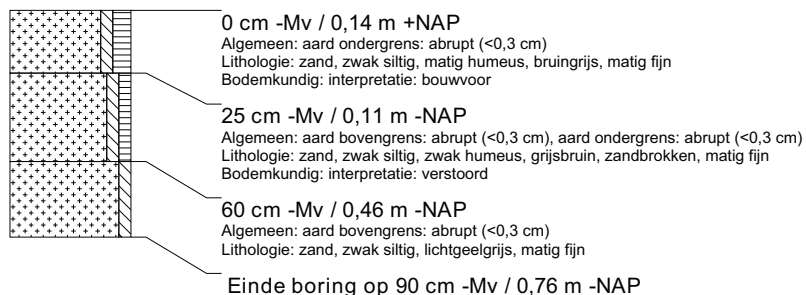 0 cm -Mv / 0,14 m +NAP
Algemeen: aard ondergrens: abrupt (<0,3 cm)
Lithologie: zand, zwak siltig, matig humeus, bruingrijs, matig fijn
Bodemkundig: interpretatie: bouwvoor
25 cm -Mv / 0,11 m -NAP
Algemeen: aard bovengrens: abrupt (<0,3 cm), aard ondergrens: abrupt (<0,3 cm)
Lithologie: zand, zwak siltig, zwak humeus, grijsbruin, zandbrokken, matig fijn
Bodemkundig: interpretatie: verstoord
60 cm -Mv / 0,46 m -NAP
Algemeen: aard bovengrens: abrupt (<0,3 cm)
Lithologie: zand, zwak siltig, lichtgeelgrijs, matig fijn
Einde boring op 90 cm -Mv / 0,76 m -NAP